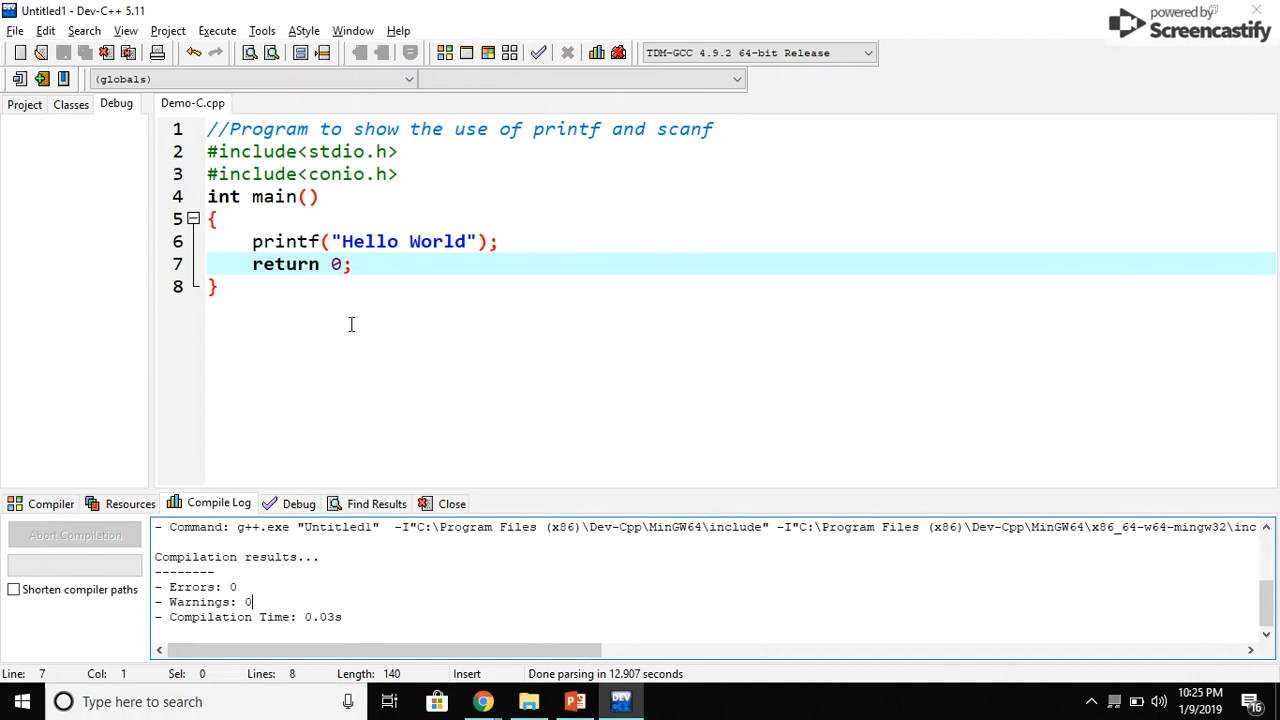 Untitled1 - Dev-C++ 5.11
powered by
Screencastify
File Edit Search View Project Execute Tools AStyle Window Help
TDM-GCC 4.9.2 64-bit Release
(globals)
Project Classes Debug Demo-C.cpp
1 //Program to show the use of printf and scanf
2 #include<stdio.h>
3 #include<conio.h>
4 int main()
5 {
6 printf("Hello World");
7 return 0;
8 }
Compiler Resources Compile Log Debug Find Results Close
Abort Compilation
Shorten compiler paths
- Command: g++.exe "Untitled1" -I"C:\Program Files (x86)\Dev-Cpp\MinGW64\include" -I"C:\Program Files (x86)\Dev-Cpp\MinGW64\x86_64-w64-mingw32\inc
Compilation results...
--------
- Errors: 0
- Warnings: 0
- Compilation Time: 0.03s
Line: 7 Col: 1 Sel: 0 Lines: 8 Length: 140 Insert Done parsing in 12.907 seconds
Type here to search
DEV
10:25 PM
1/9/2019
16